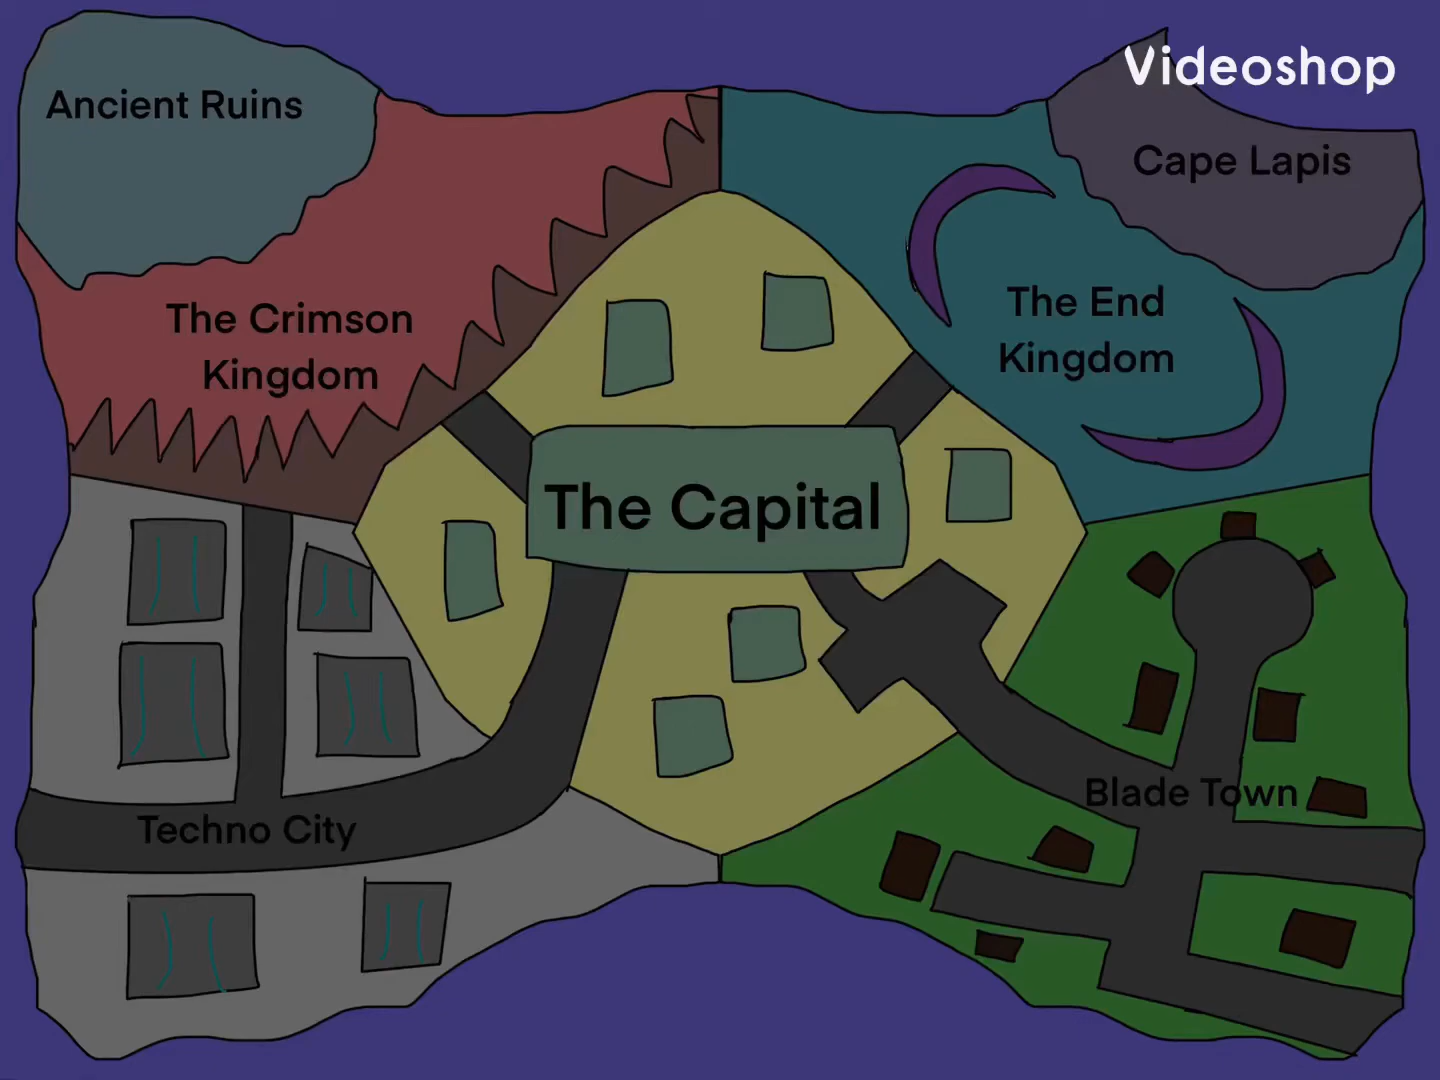 Videoshop
Ancient Ruins
Cape Lapis
The Crimson
Kingdom
The End
Kingdom
The Capital
Techno City
Blade Town